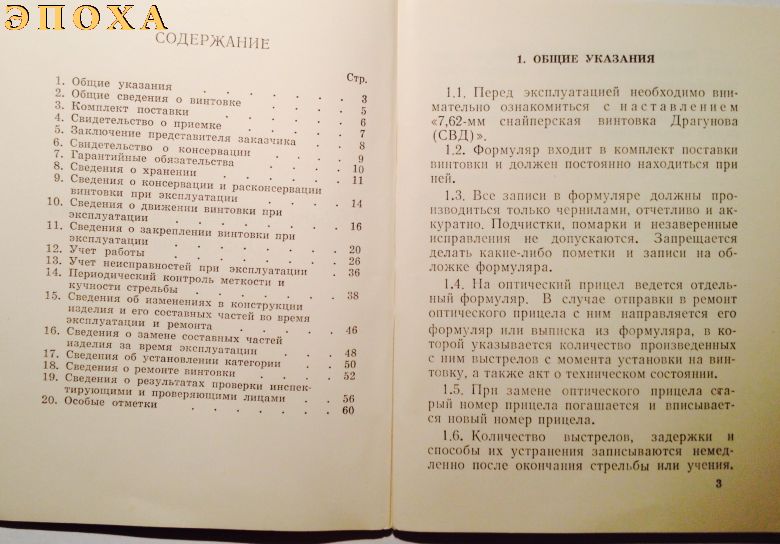 ЭПОХА
СОДЕРЖАНИЕ
Стр.
1. Общие указания . . . . . . 3
2. Общие сведения о винтовке . . . . 5
3. Комплект поставки . . . . . . 6
4. Свидетельство о приемке . . . . . 7
5. Заключение представителя заказчика . . 8
6. Свидетельство о консервации . . . . 9
7. Гарантийные обязательства . . . . 10
8. Сведения о хранении . . . . . . 11
9. Сведения о консервации и расконсервации
винтовки при эксплуатации . . . . 14
10. Сведения о движении винтовки при
эксплуатации . . . . . . . 16
11. Сведения о закреплении винтовки при
эксплуатации . . . . . . . 20
12. Учет работы . . . . . . . 26
13. Учет неисправностей при эксплуатации . 36
14. Периодический контроль меткости и
кучности стрельбы . . . . . . 38
15. Сведения об изменениях в конструкции
изделия и его составных частей во время
эксплуатации и ремонта . . . . . 46
16. Сведения о замене составных частей
изделия за время эксплуатации . . . 48
17. Сведения об установлении категории . . 50
18. Сведения о ремонте винтовки . . . . 52
19. Сведения о результатах проверки инспек-
тирующими и проверяющими лицами . . 56
20. Особые отметки . . . . . . 60
1. ОБЩИЕ УКАЗАНИЯ
1.1. Перед эксплуатацией необходимо вни-
мательно ознакомиться с наставлением
«7,62-мм снайперская винтовка Драгунова
(СВД)».
1.2. Формуляр входит в комплект поставки
винтовки и должен постоянно находиться при
ней.
1.3. Все записи в формуляре должны про-
изводиться только чернилами, отчетливо и ак-
куратно. Подчистки, помарки и незаверенные
исправления не допускаются. Запрещается
делать какие-либо пометки и записи на об-
ложке формуляра.
1.4. На оптический прицел ведется отдель-
ный формуляр. В случае отправки в ремонт
оптического прицела с ним направляется его
формуляр или выписка из формуляра, в ко-
торой указывается количество произведенных
с ним выстрелов с момента установки на вин-
товку, а также акт о техническом состоянии.
1.5. При замене оптического прицела ста-
рый номер прицела погашается и вписывает-
ся новый номер прицела.
1.6. Количество выстрелов, задержки и
способы их устранения записываются немед-
ленно после окончания стрельбы или учения.
3